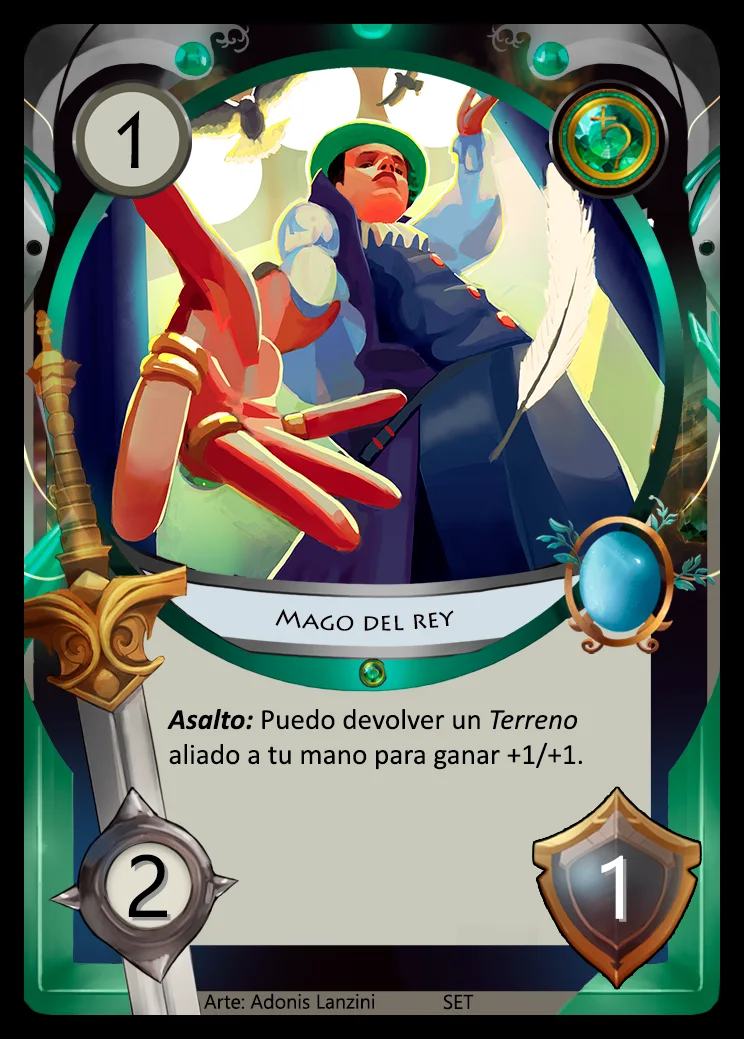 1
Mago del rey
Asalto: Puedo devolver un Terreno
aliado a tu mano para ganar +1/+1.
2
1
Arte: Adonis Lanzini SET